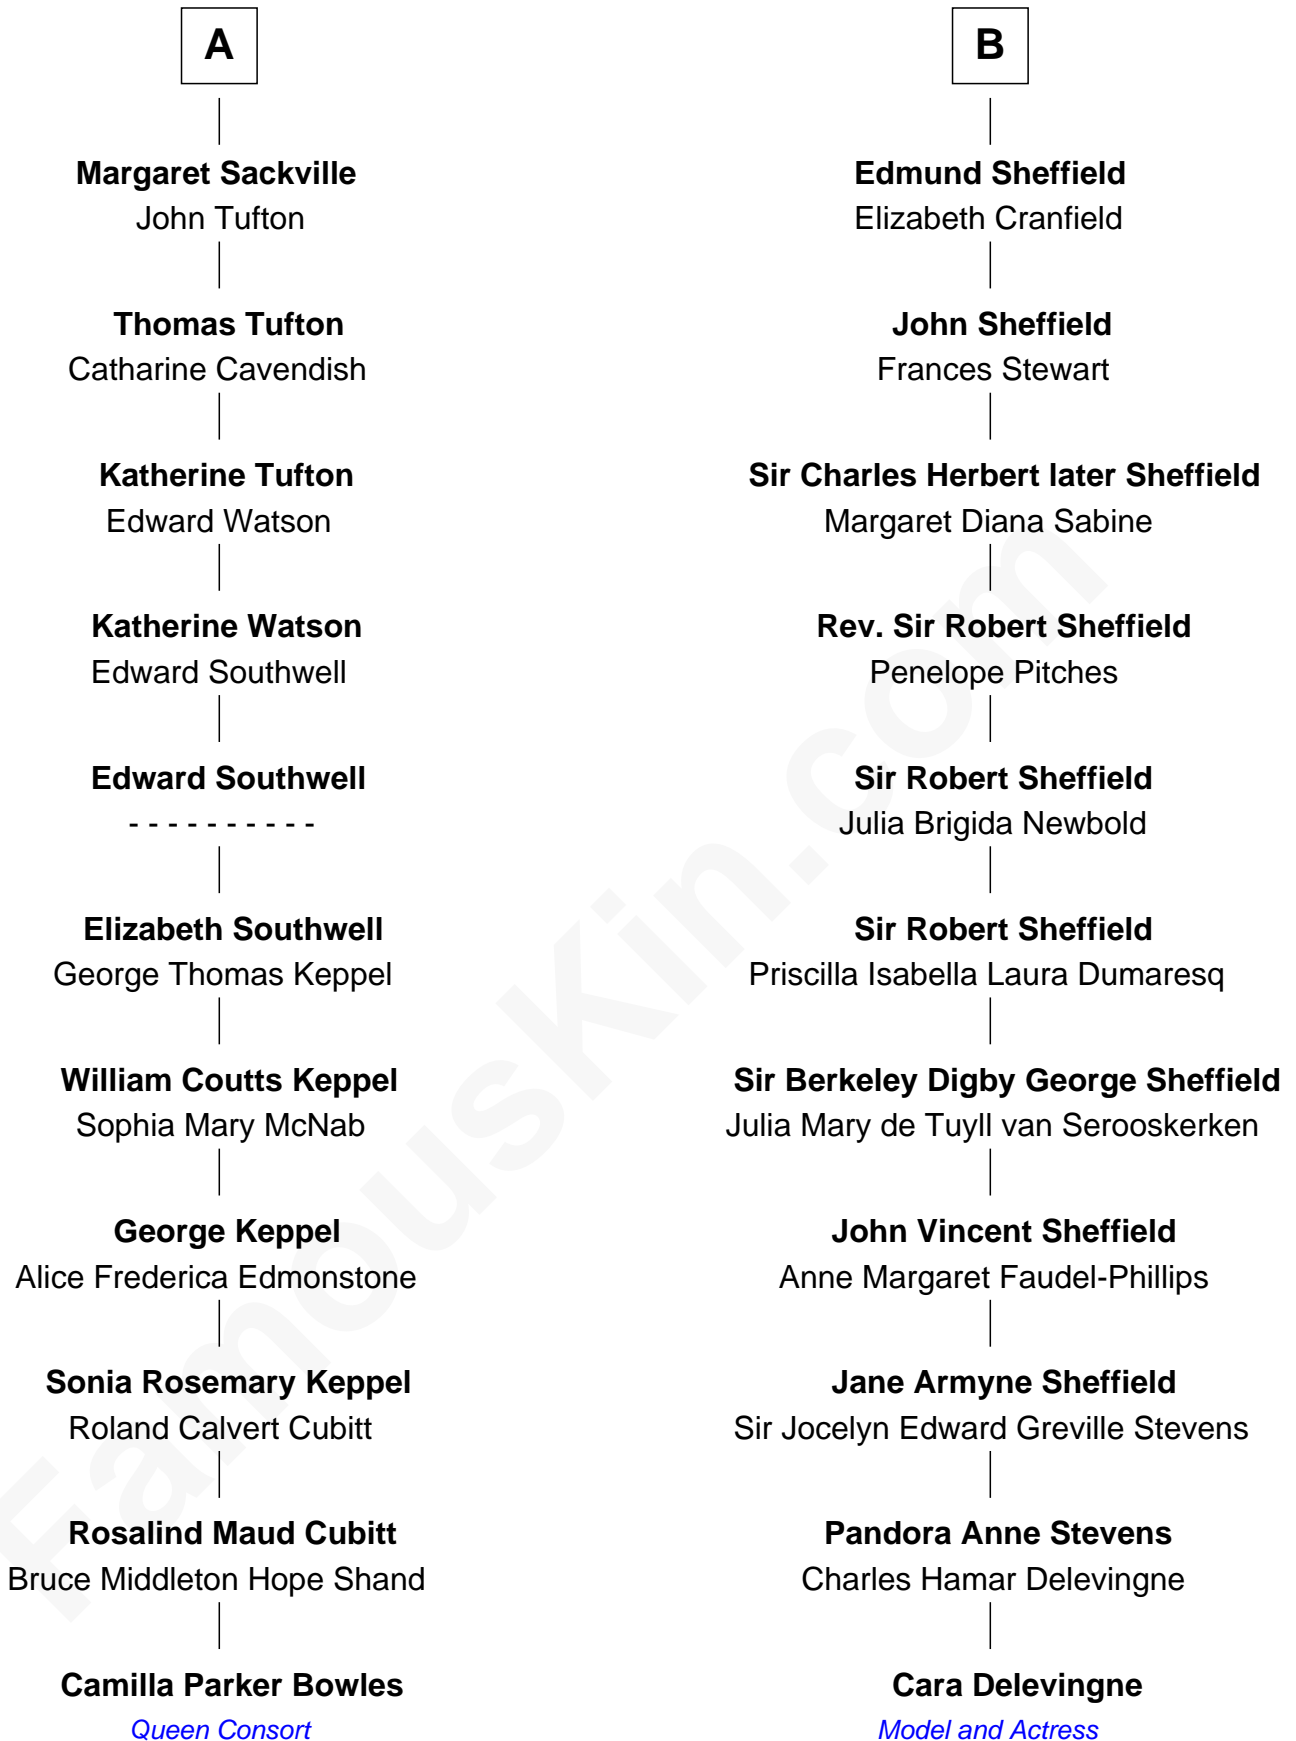 A
Margaret Sackville
John Tufton
Thomas Tufton
Catharine Cavendish
Katherine Tufton
Edward Watson
Katherine Watson
Edward Southwell
Edward Southwell
- - - - - - - - - -
Elizabeth Southwell
George Thomas Keppel
William Coutts Keppel
Sophia Mary McNab
George Keppel
Alice Frederica Edmonstone
Sonia Rosemary Keppel
Roland Calvert Cubitt
Rosalind Maud Cubitt
Bruce Middleton Hope Shand
Camilla Parker Bowles
Queen Consort
B
Edmund Sheffield
Elizabeth Cranfield
John Sheffield
Frances Stewart
Sir Charles Herbert later Sheffield
Margaret Diana Sabine
Rev. Sir Robert Sheffield
Penelope Pitches
Sir Robert Sheffield
Julia Brigida Newbold
Sir Robert Sheffield
Priscilla Isabella Laura Dumaresq
Sir Berkeley Digby George Sheffield
Julia Mary de Tuyll van Serooskerken
John Vincent Sheffield
Anne Margaret Faudel-Phillips
Jane Armyne Sheffield
Sir Jocelyn Edward Greville Stevens
Pandora Anne Stevens
Charles Hamar Delevingne
Cara Delevingne
Model and Actress
FamousKin.com